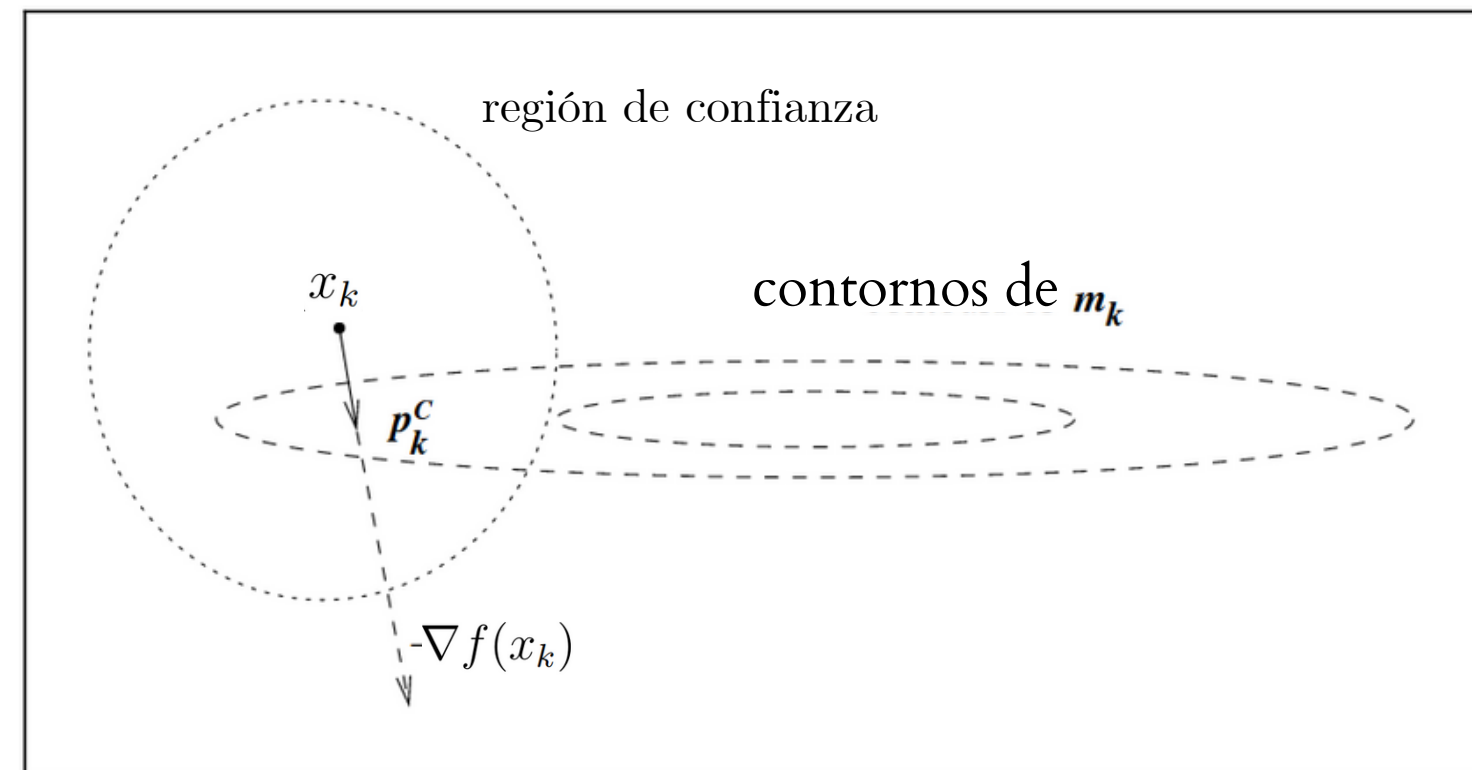 región de confianza
x_k
contornos de m_k
p_k^C
-∇f(x_k)